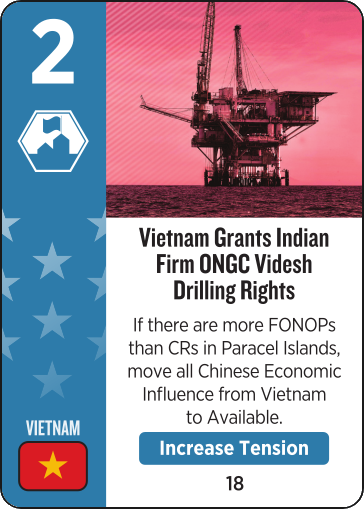 2
Vietnam Grants Indian
Firm ONGC Videsh
Drilling Rights
If there are more FONOPs
than CRs in Paracel Islands,
move all Chinese Economic
Influence from Vietnam
to Available.
VIETNAM
Increase Tension
18